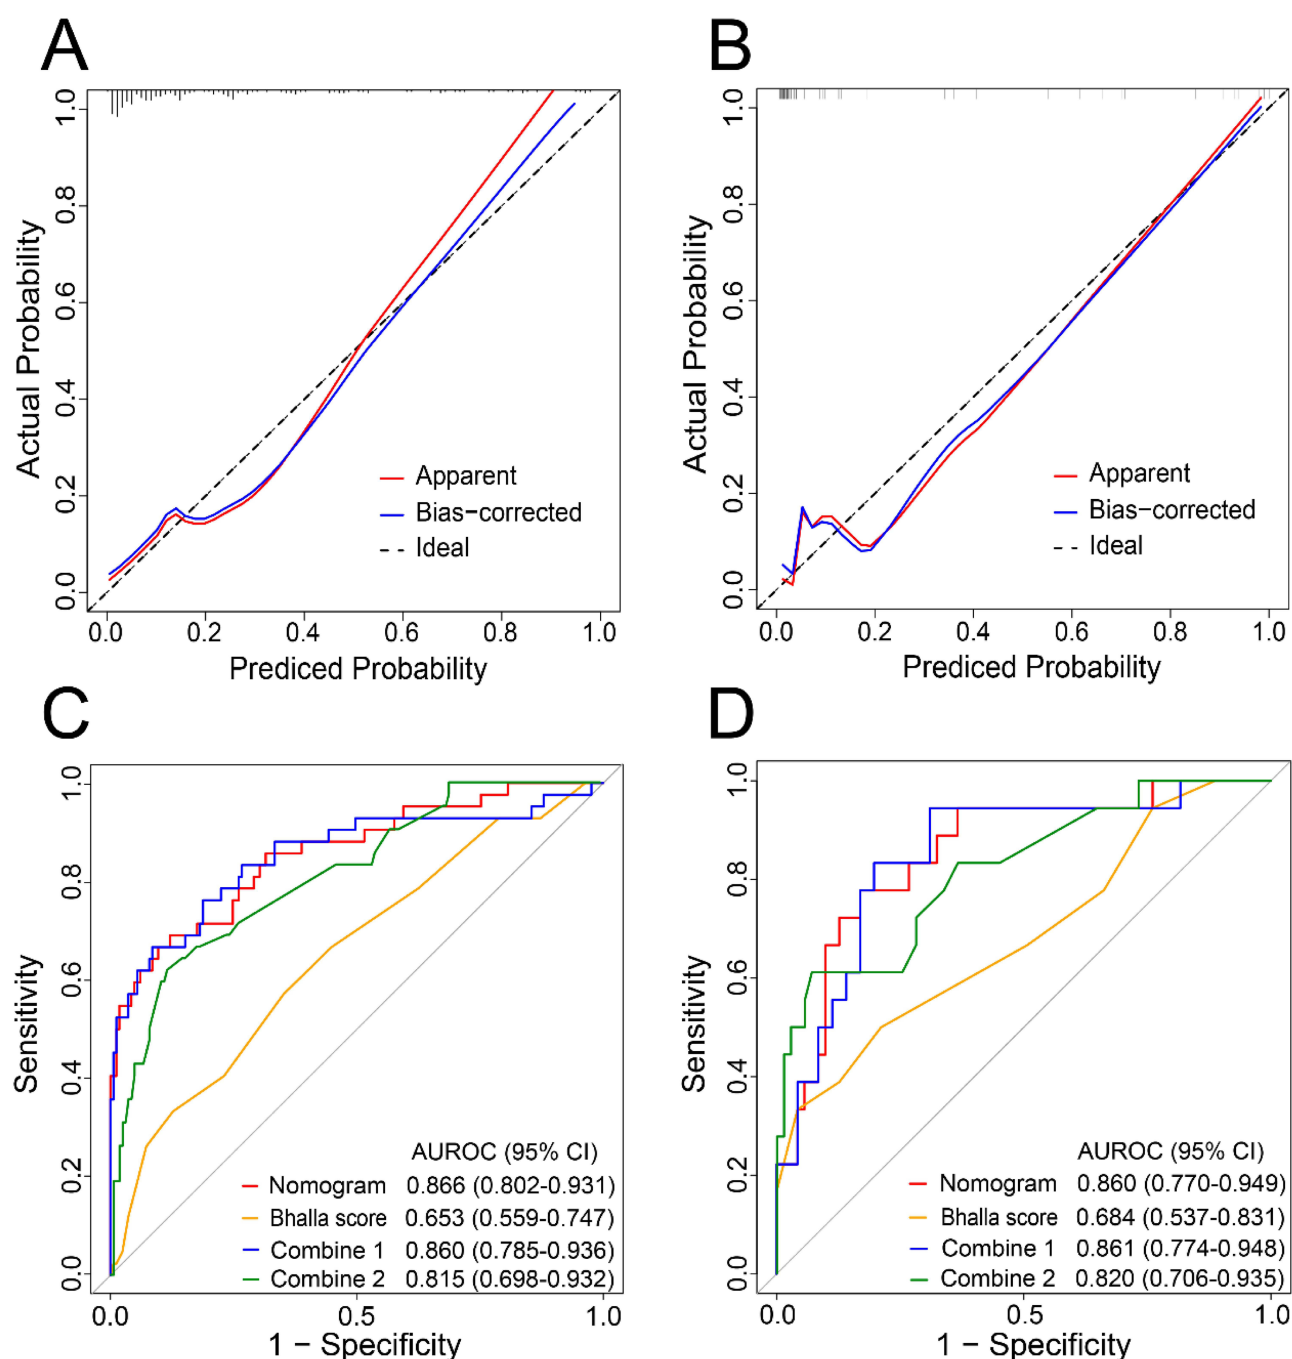 A
B
1.0
0.8
0.6
0.4
0.2
0.0
Actual Probability
Apparent
Bias−corrected
Ideal
0.0 0.2 0.4 0.6 0.8 1.0
Prediced Probability
1.0
0.8
0.6
0.4
0.2
0.0
Actual Probability
Apparent
Bias−corrected
Ideal
0.0 0.2 0.4 0.6 0.8 1.0
Prediced Probability
C
D
1.0
0.8
0.6
0.4
0.2
0.0
Sensitivity
AUROC (95% CI)
Nomogram 0.866 (0.802-0.931)
Bhalla score 0.653 (0.559-0.747)
Combine 1 0.860 (0.785-0.936)
Combine 2 0.815 (0.698-0.932)
0.0 0.5 1.0
1 − Specificity
1.0
0.8
0.6
0.4
0.2
0.0
Sensitivity
AUROC (95% CI)
Nomogram 0.860 (0.770-0.949)
Bhalla score 0.684 (0.537-0.831)
Combine 1 0.861 (0.774-0.948)
Combine 2 0.820 (0.706-0.935)
0.0 0.5 1.0
1 − Specificity